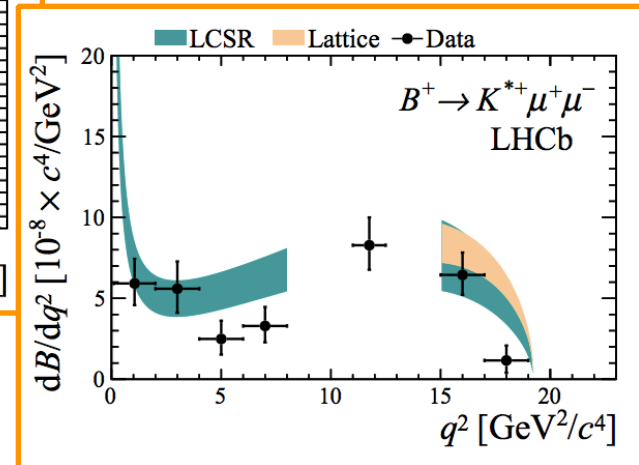 LCSR Lattice Data
B⁺ → K*⁺μ⁺μ⁻
LHCb
dB/dq² [10⁻⁸ × c⁴/GeV²]
20
15
10
5
0
0 5 10 15 20
q² [GeV²/c⁴]
]